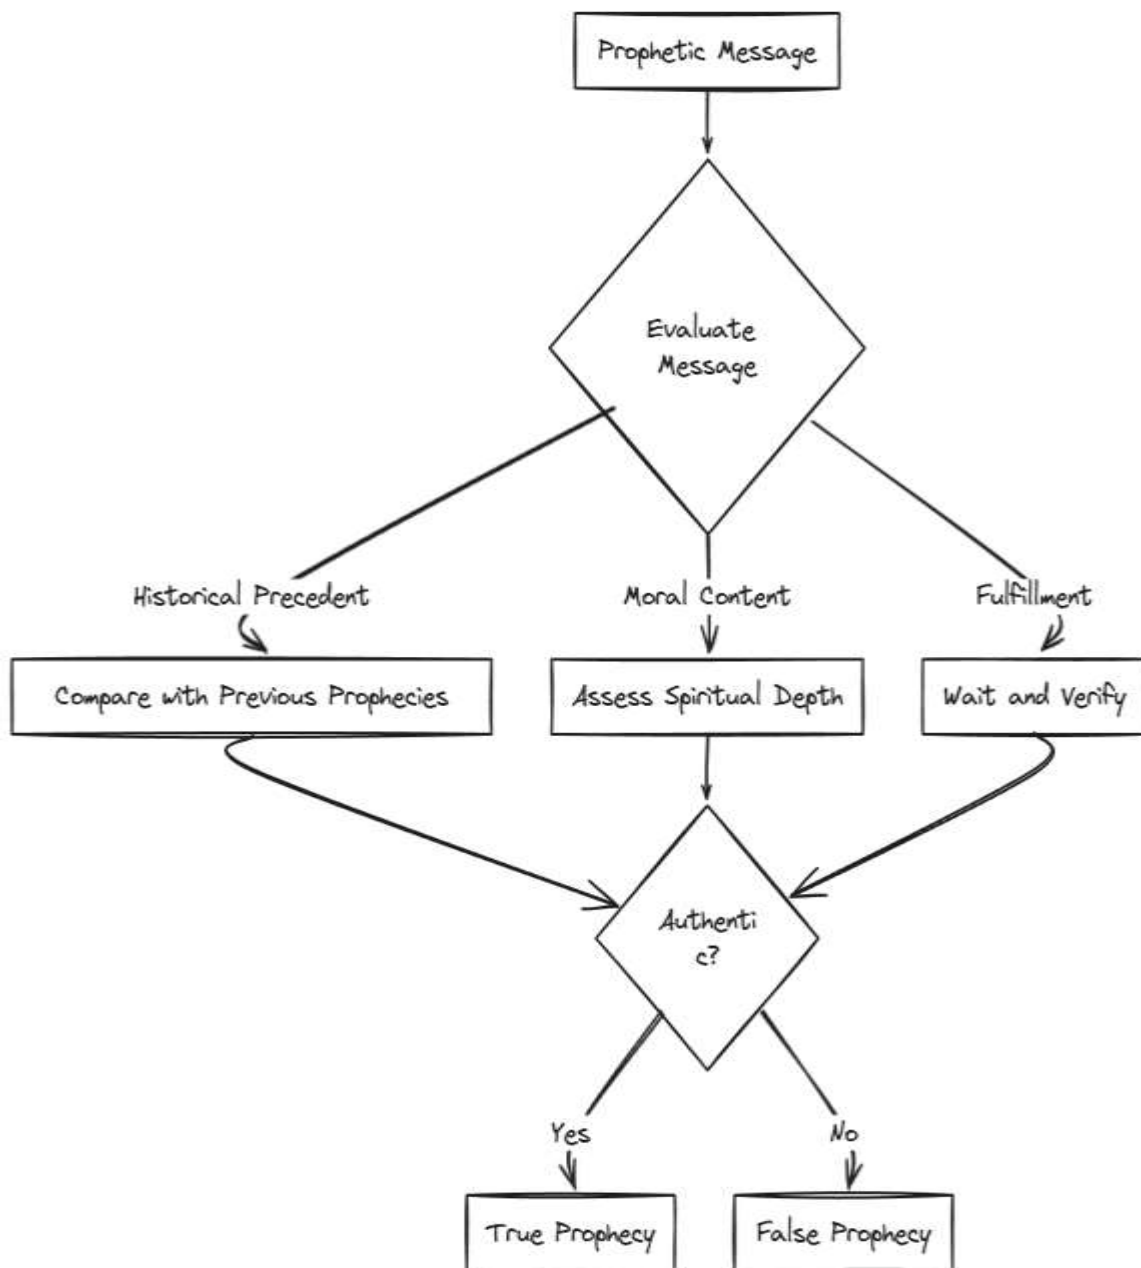 Prophetic Message
Evaluate
Message
Historical Precedent
Moral Content
Fulfillment
Compare with Previous Prophecies
Assess Spiritual Depth
Wait and Verify
Authenti
c?
Yes
No
True Prophecy
False Prophecy